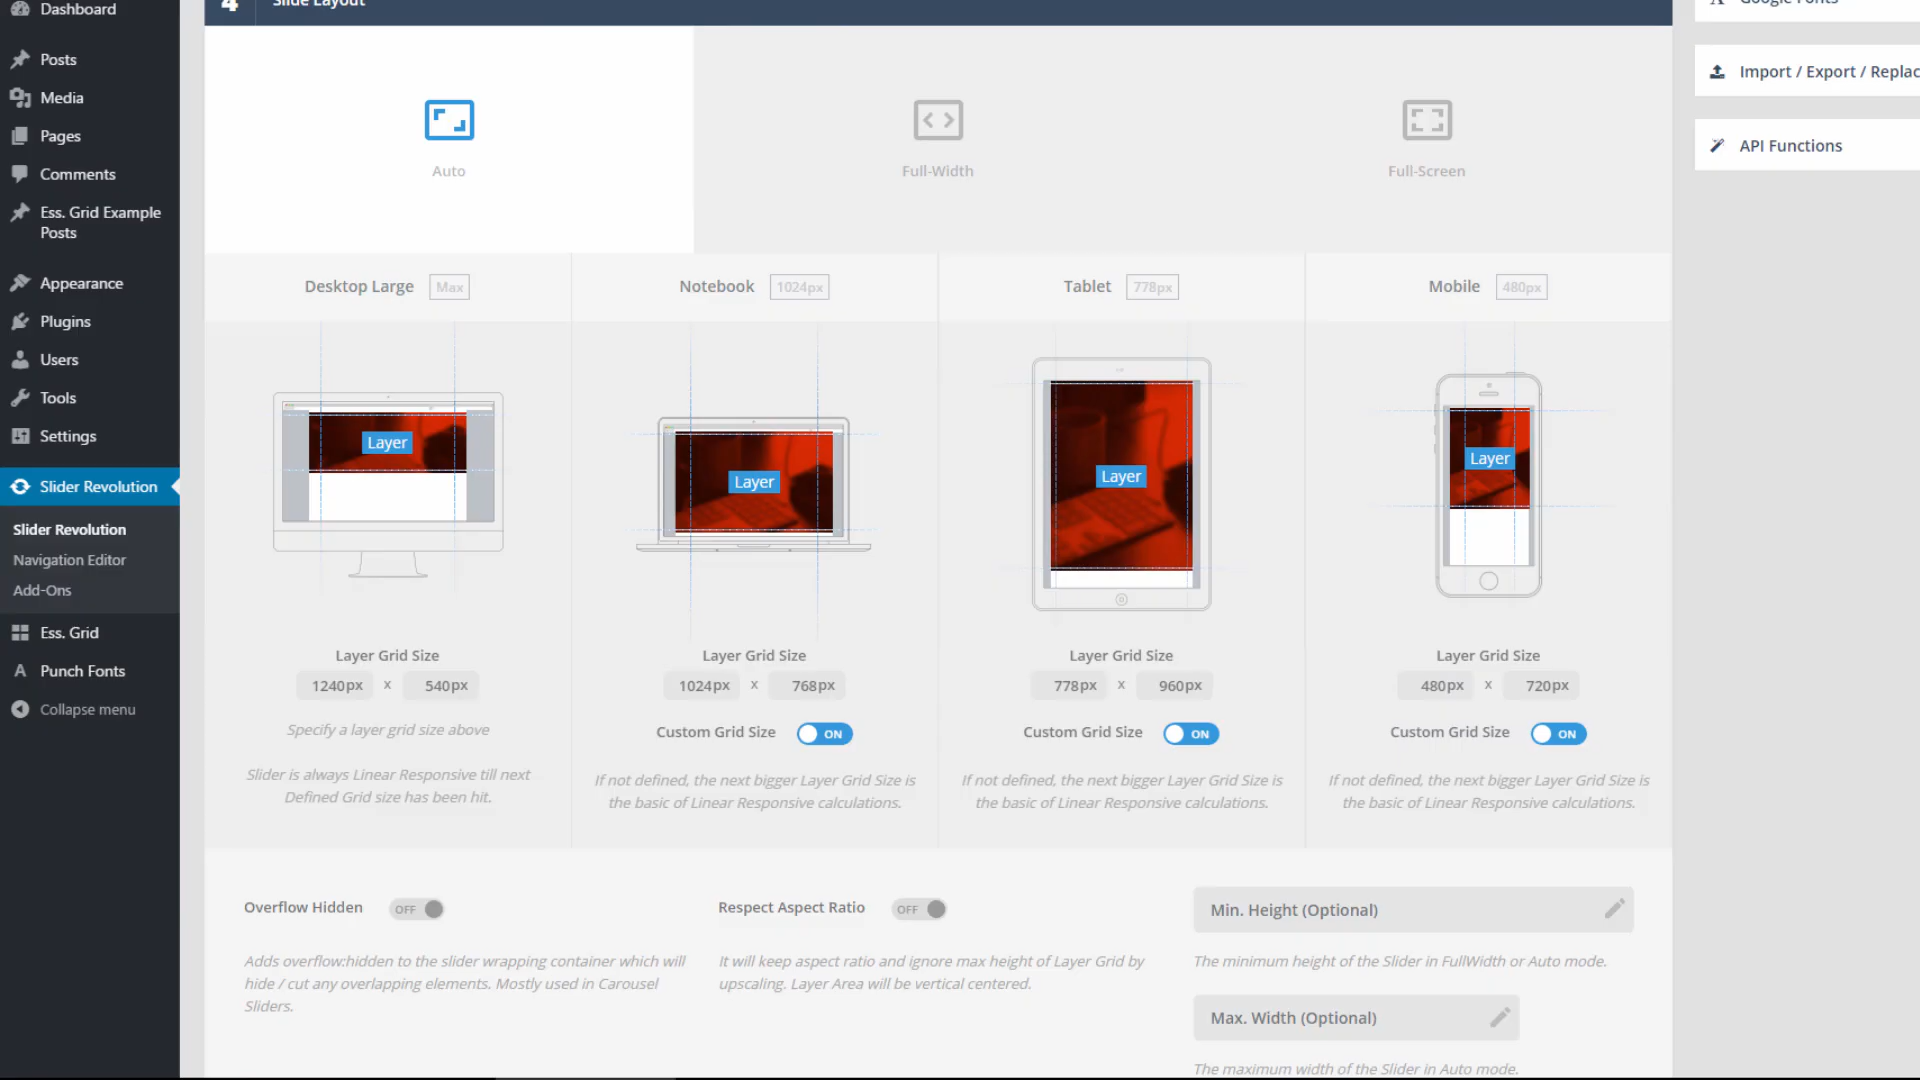 Dashboard
Posts
Media
Pages
Comments
Ess. Grid Example
Posts
Appearance
Plugins
Users
Tools
Settings
Slider Revolution
Slider Revolution
Navigation Editor
Add-Ons
Ess. Grid
Punch Fonts
Collapse menu
4 Slide Layout
Auto
Full-Width
Full-Screen
Desktop Large Max
Notebook 1024px
Tablet 778px
Mobile 480px
Layer
Layer
Layer
Layer
Layer Grid Size
1240px x 540px
Specify a layer grid size above
Slider is always Linear Responsive till next
Defined Grid size has been hit.
Layer Grid Size
1024px x 768px
Custom Grid Size ON
If not defined, the next bigger Layer Grid Size is
the basic of Linear Responsive calculations.
Layer Grid Size
778px x 960px
Custom Grid Size ON
If not defined, the next bigger Layer Grid Size is
the basic of Linear Responsive calculations.
Layer Grid Size
480px x 720px
Custom Grid Size ON
If not defined, the next bigger Layer Grid Size is
the basic of Linear Responsive calculations.
Overflow Hidden OFF
Adds overflow:hidden to the slider wrapping container which will
hide / cut any overlapping elements. Mostly used in Carousel
Sliders.
Respect Aspect Ratio OFF
It will keep aspect ratio and ignore max height of Layer Grid by
upscaling. Layer Area will be vertical centered.
Min. Height (Optional)
The minimum height of the Slider in FullWidth or Auto mode.
Max. Width (Optional)
The maximum width of the Slider in Auto mode.
Google Fonts
Import / Export / Replac
API Functions